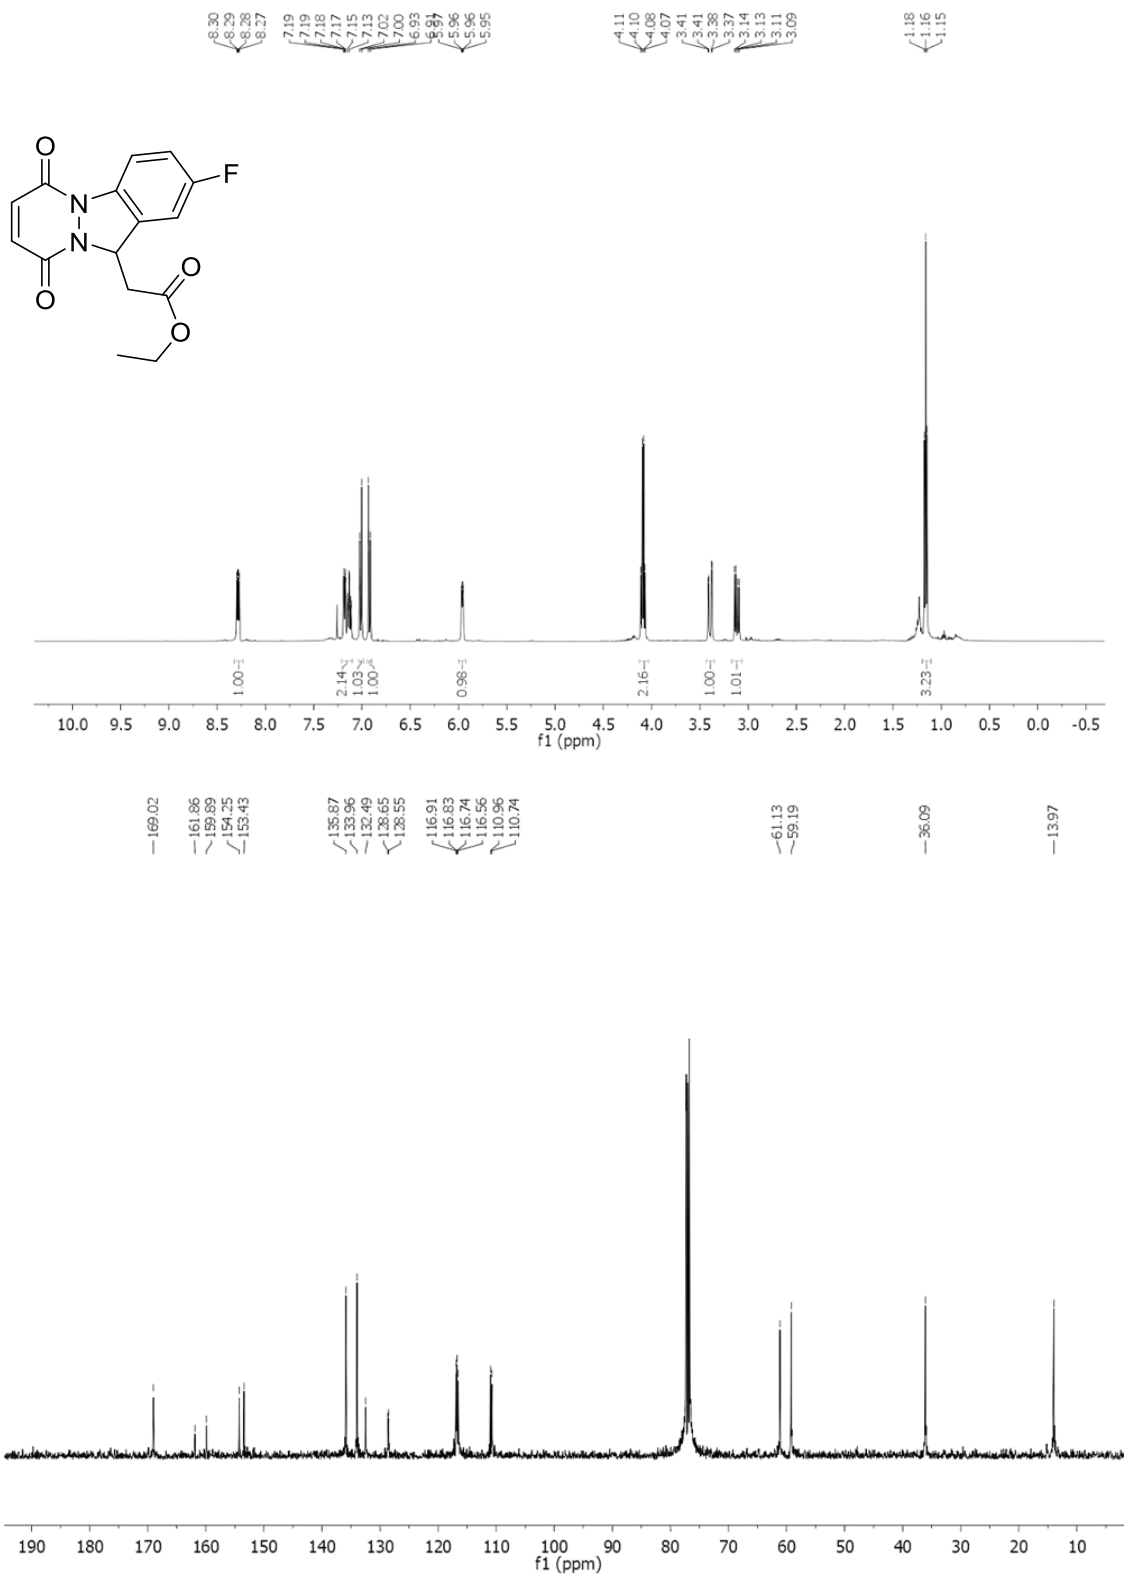 8.30 8.29 8.28 8.27 7.19 7.19 7.18 7.17 7.15 7.13 7.02 7.00 6.93 6.91 5.97 5.96 5.96 5.95 4.11 4.10 4.08 4.07 3.41 3.41 3.38 3.37 3.14 3.13 3.11 3.09 1.18 1.16 1.15
O
F
N
N
O
O
O
1.00 2.14 1.03 1.00 0.98 2.16 1.00 1.01 3.23
10.0 9.5 9.0 8.5 8.0 7.5 7.0 6.5 6.0 5.5 5.0 4.5 4.0 3.5 3.0 2.5 2.0 1.5 1.0 0.5 0.0 -0.5
f1 (ppm)
169.02 161.86 159.89 154.25 153.43 135.87 133.96 132.49 128.65 128.55 116.91 116.83 116.74 116.56 110.96 110.74 61.13 59.19 36.09 13.97
190 180 170 160 150 140 130 120 110 100 90 80 70 60 50 40 30 20 10
f1 (ppm)